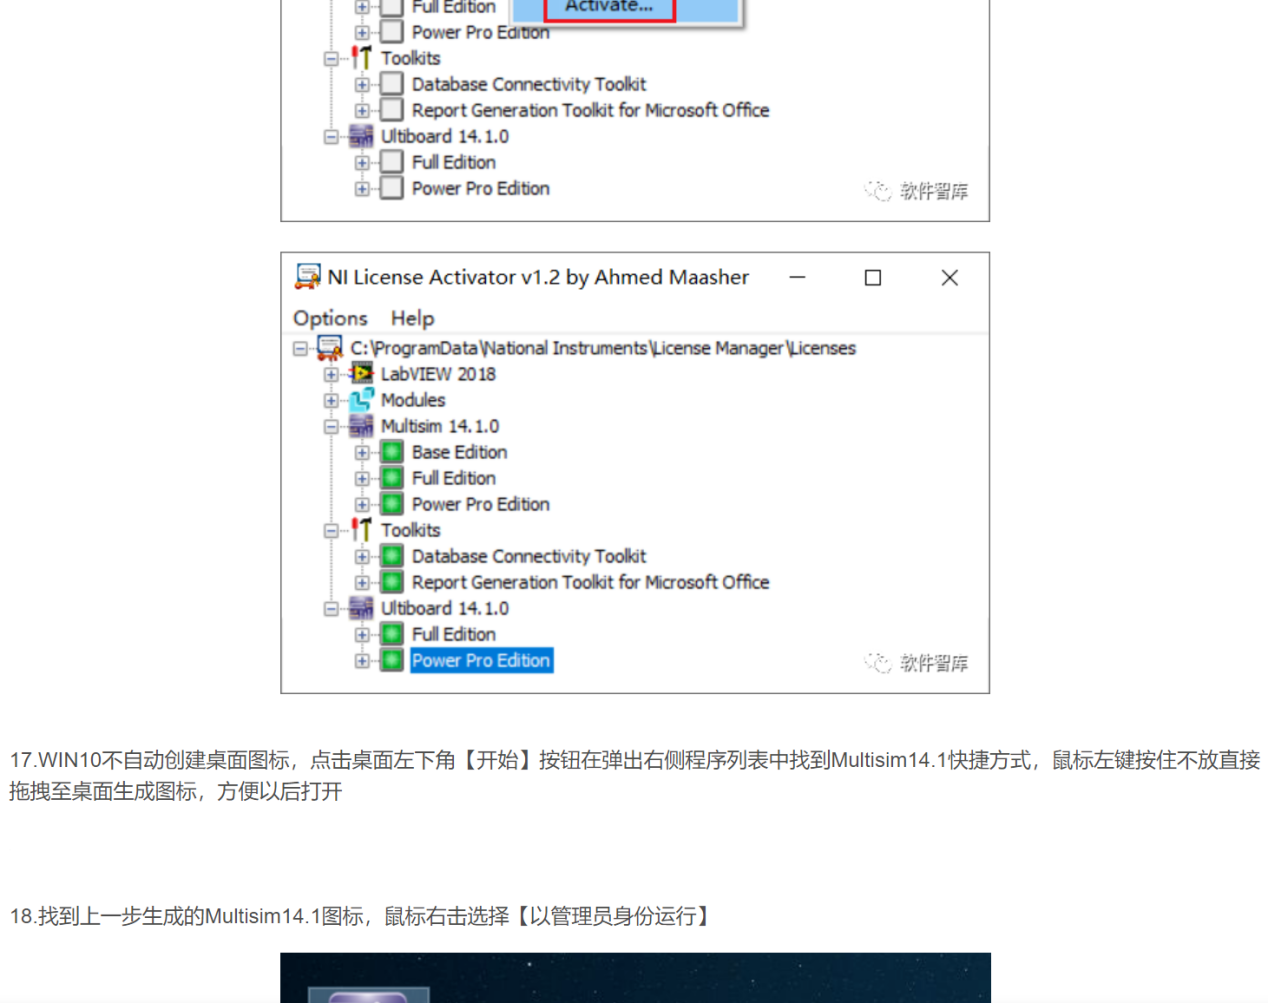 Full Edition
Activate...
Power Pro Edition
Toolkits
Database Connectivity Toolkit
Report Generation Toolkit for Microsoft Office
Ultiboard 14.1.0
Full Edition
Power Pro Edition
软件智库
NI License Activator v1.2 by Ahmed Maasher
Options Help
C:\ProgramData\National Instruments\License Manager\Licenses
LabVIEW 2018
Modules
Multisim 14.1.0
Base Edition
Full Edition
Power Pro Edition
Toolkits
Database Connectivity Toolkit
Report Generation Toolkit for Microsoft Office
Ultiboard 14.1.0
Full Edition
Power Pro Edition
软件智库
17.WIN10不自动创建桌面图标，点击桌面左下角【开始】按钮在弹出右侧程序列表中找到Multisim14.1快捷方式，鼠标左键按住不放直接
拖拽至桌面生成图标，方便以后打开
18.找到上一步生成的Multisim14.1图标，鼠标右击选择【以管理员身份运行】